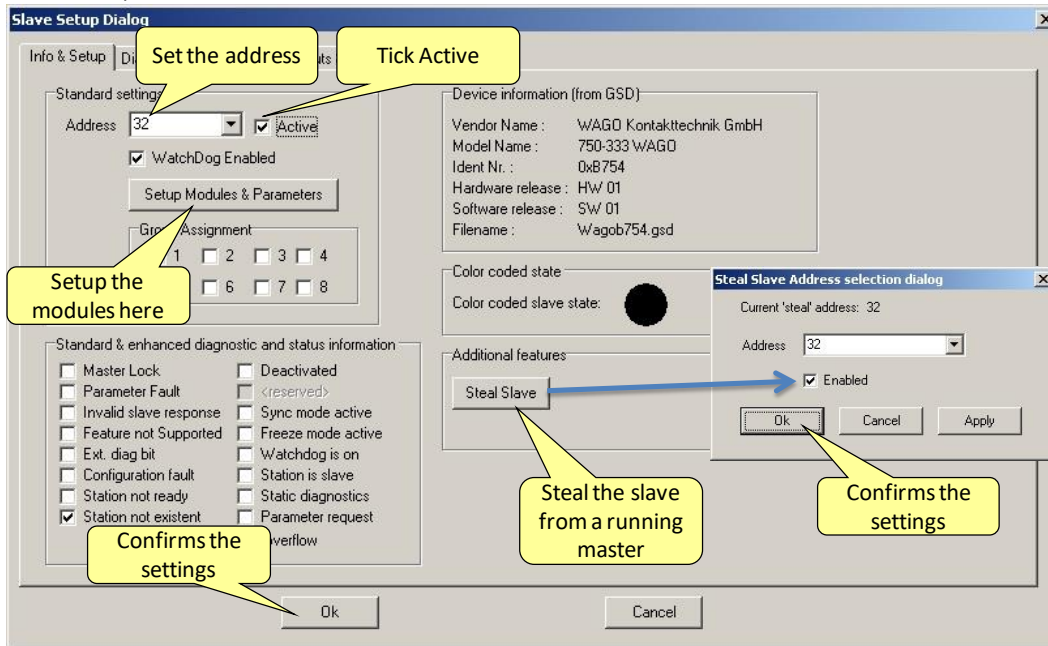 Slave Setup Dialog
Info & Setup
Set the address
Tick Active
Standard settings
Address 32 Active
WatchDog Enabled
Setup Modules & Parameters
Group Assignment
1 2 3 4
6 7 8
Setup the
modules here
Standard & enhanced diagnostic and status information
Master Lock Deactivated
Parameter Fault <reserved>
Invalid slave response Sync mode active
Feature not Supported Freeze mode active
Ext. diag bit Watchdog is on
Configuration fault Station is slave
Station not ready Static diagnostics
Station not existent Parameter request
overflow
Confirms the
settings
Device information (from GSD)
Vendor Name : WAGO Kontakttechnik GmbH
Model Name : 750-333 WAGO
Ident Nr. : 0xB754
Hardware release : HW 01
Software release : SW 01
Filename : Wagob754.gsd
Color coded state
Color coded slave state:
Additional features
Steal Slave
Steal the slave
from a running
master
Steal Slave Address selection dialog
Current 'steal' address: 32
Address 32
Enabled
Ok Cancel Apply
Confirms the
settings
Ok Cancel